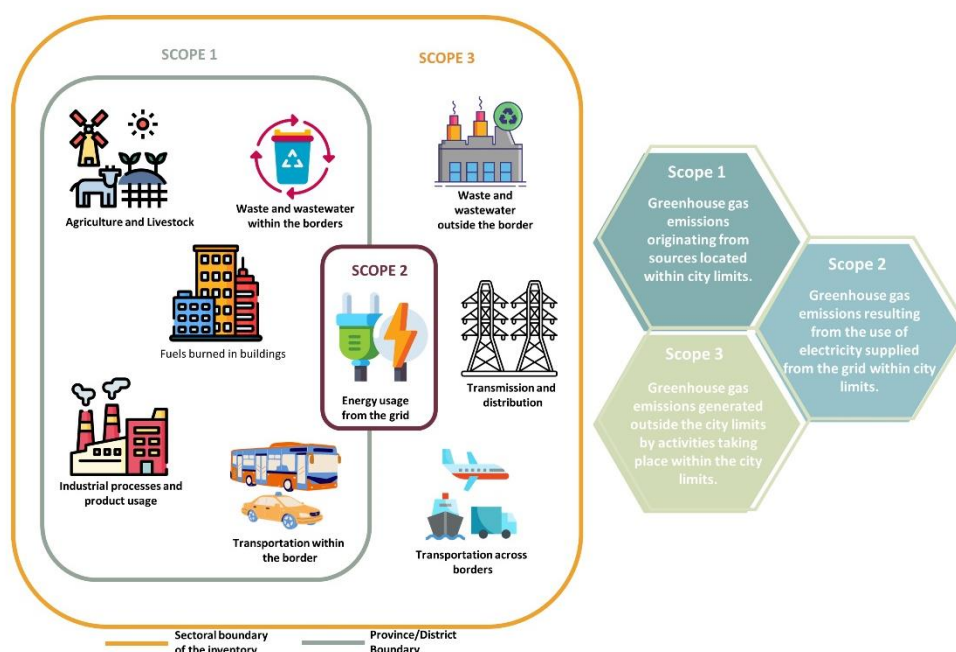 SCOPE 1
SCOPE 3
Agriculture and Livestock
Waste and wastewater
within the borders
Waste and
wastewater
outside the border
SCOPE 2
Fuels burned in buildings
Energy usage
from the grid
Transmission and
distribution
Industrial processes and
product usage
Transportation within
the border
Transportation across
borders
Sectoral boundary
of the inventory
Province/District
Boundary
Scope 1
Greenhouse gas
emissions
originating from
sources located
within city limits.
Scope 2
Greenhouse gas
emissions resulting
from the use of
electricity supplied
from the grid within city
limits.
Scope 3
Greenhouse gas
emissions generated
outside the city limits
by activities taking
place within the city
limits.